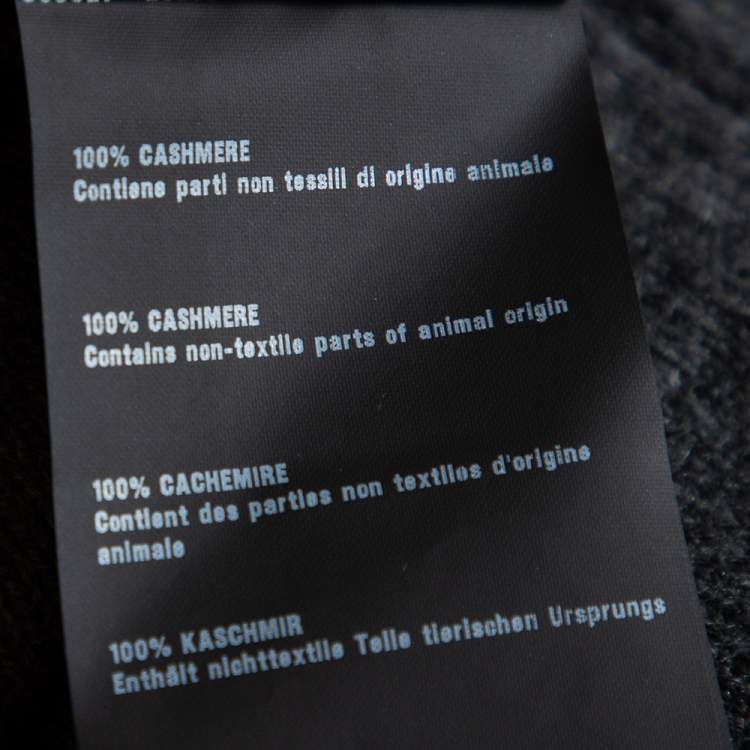 100% CASHMERE
Contiene parti non tessili di origine animale
100% CASHMERE
Contains non-textile parts of animal origin
100% CACHEMIRE
Contient des parties non textiles d'origine
animale
100% KASCHMIR
Enthält nichttextile Teile tierischen Ursprungs